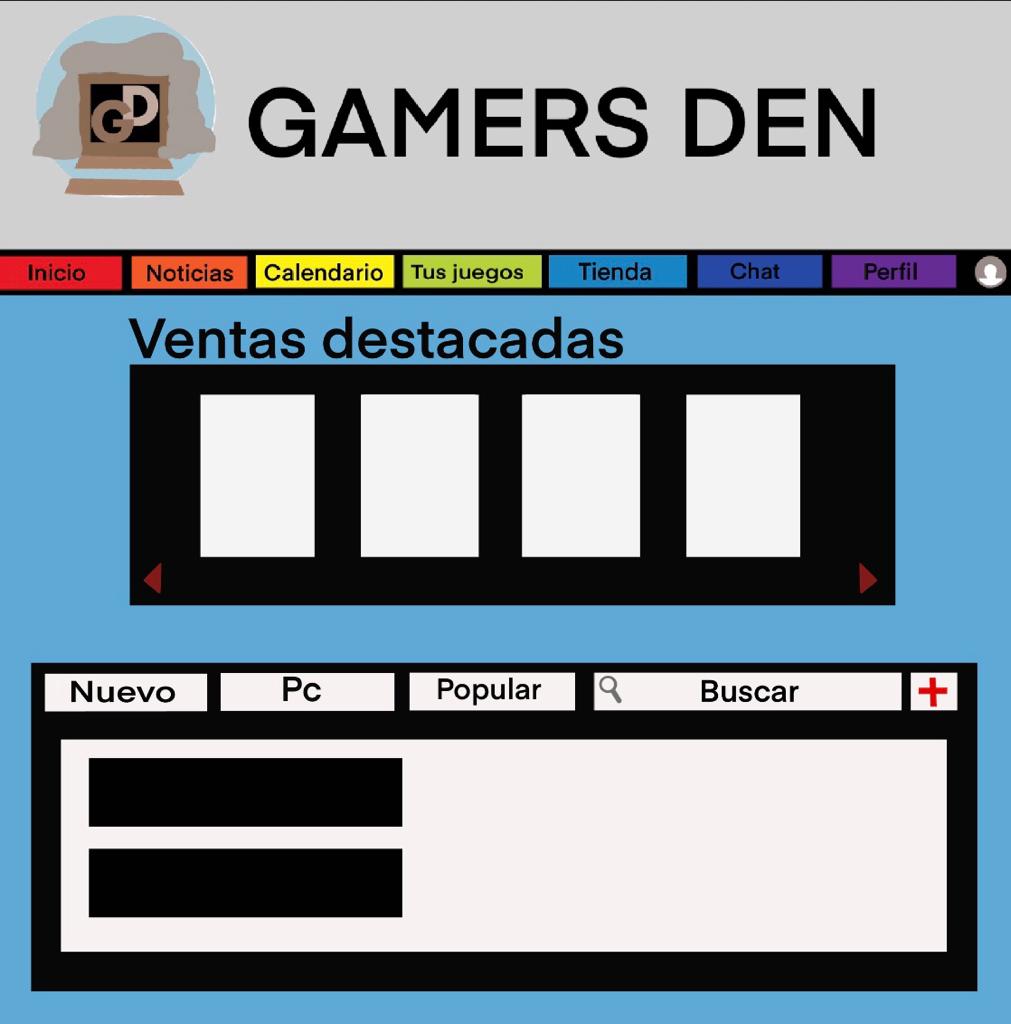 GD
GAMERS DEN
Inicio Noticias Calendario Tus juegos Tienda Chat Perfil
Ventas destacadas
Nuevo Pc Popular Buscar +